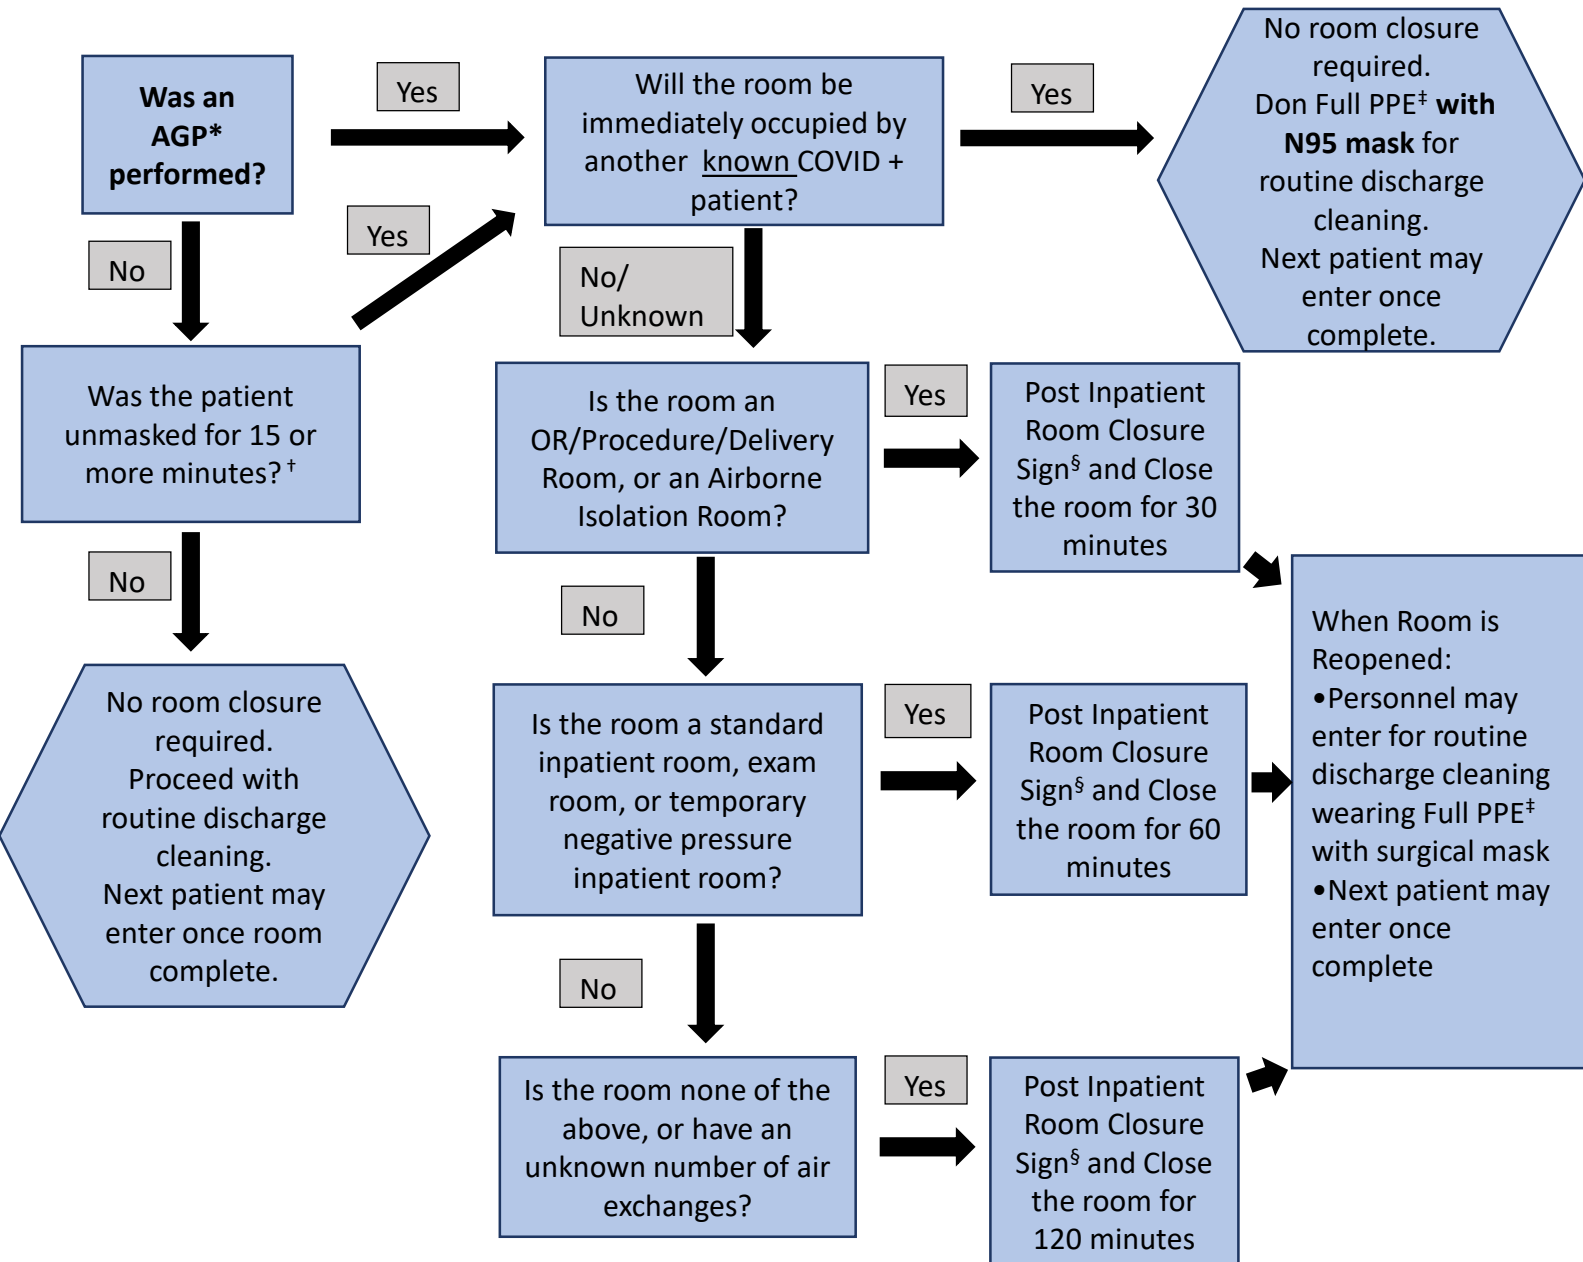 Was an
AGP*
performed?
Yes
Will the room be
immediately occupied by
another known COVID +
patient?
Yes
No room closure
required.
Don Full PPE‡ with
N95 mask for
routine discharge
cleaning.
Next patient may
enter once
complete.
No
Yes
No/
Unknown
Was the patient
unmasked for 15 or
more minutes? †
Is the room an
OR/Procedure/Delivery
Room, or an Airborne
Isolation Room?
Yes
Post Inpatient
Room Closure
Sign§ and Close
the room for 30
minutes
No
No
No room closure
required.
Proceed with
routine discharge
cleaning.
Next patient may
enter once room
complete.
Is the room a standard
inpatient room, exam
room, or temporary
negative pressure
inpatient room?
Yes
Post Inpatient
Room Closure
Sign§ and Close
the room for 60
minutes
When Room is
Reopened:
•Personnel may
enter for routine
discharge cleaning
wearing Full PPE‡
with surgical mask
•Next patient may
enter once
complete
No
Is the room none of the
above, or have an
unknown number of air
exchanges?
Yes
Post Inpatient
Room Closure
Sign§ and Close
the room for
120 minutes